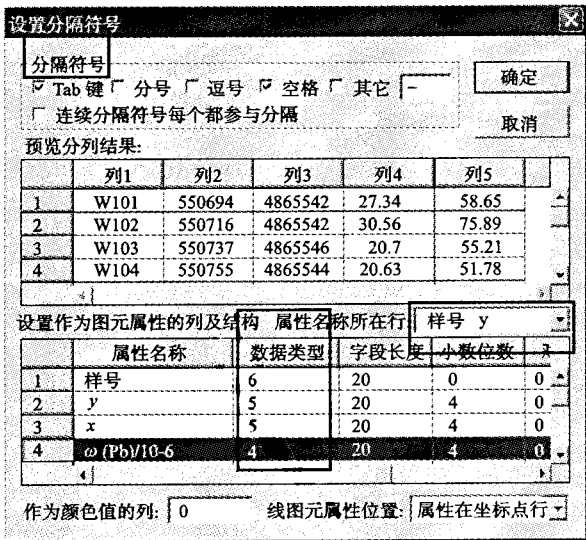 设置分隔符号
分隔符号
Tab 键 分号 逗号 空格 其它 -
连续分隔符号每个都参与分隔
确定
取消
预览分列结果:
列1 列2 列3 列4 列5
1 W101 550694 4865542 27.34 58.65
2 W102 550716 4865542 30.56 75.89
3 W103 550737 4865546 20.7 55.21
4 W104 550755 4865544 20.63 51.78
设置作为图元属性的列及结构 属性名称所在行: 样号 y
属性名称 数据类型 字段长度 小数位数
1 样号 6 20 0 0
2 y 5 20 4 0
3 x 5 20 4 0
4 ω(Pb)/10-6 4 20 4 0
作为颜色值的列: 0 线图元属性位置: 属性在坐标点行